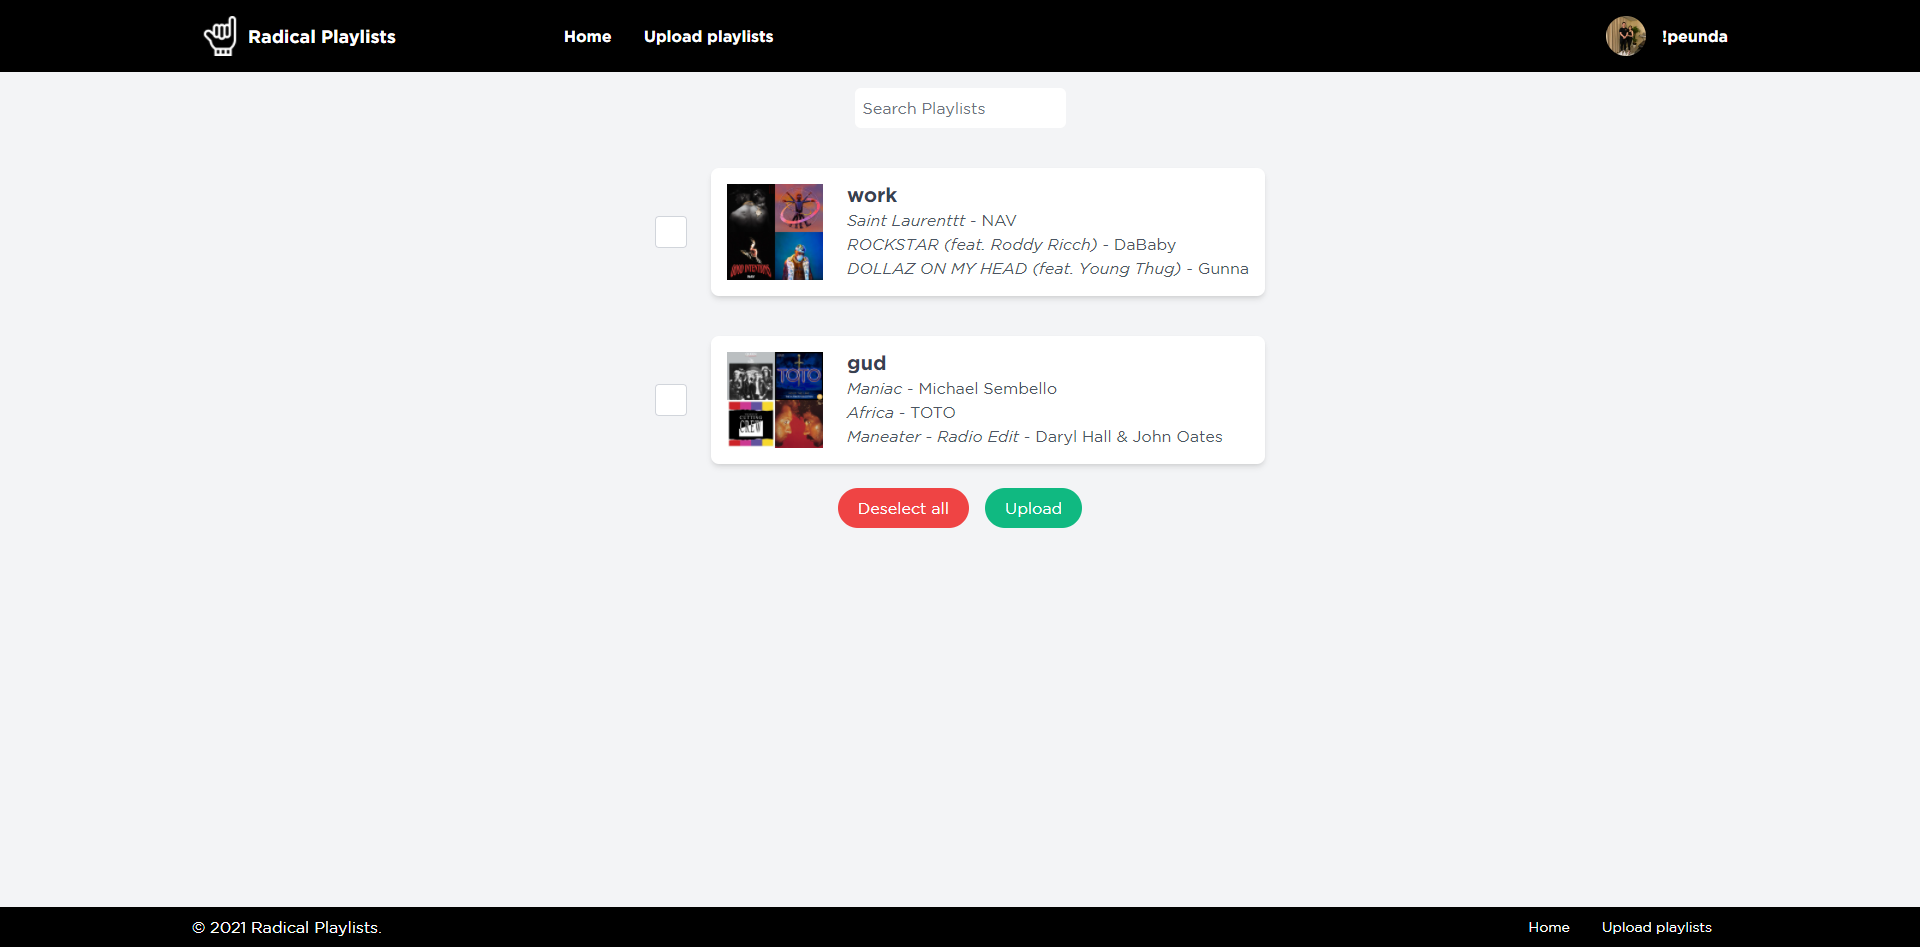 Radical Playlists
Home
Upload playlists
!peunda
Search Playlists
work
Saint Laurenttt - NAV
ROCKSTAR (feat. Roddy Ricch) - DaBaby
DOLLAZ ON MY HEAD (feat. Young Thug) - Gunna
gud
TOTO
CUTTING
CREW
Maniac - Michael Sembello
Africa - TOTO
Maneater - Radio Edit - Daryl Hall & John Oates
Deselect all
Upload
© 2021 Radical Playlists.
Home
Upload playlists